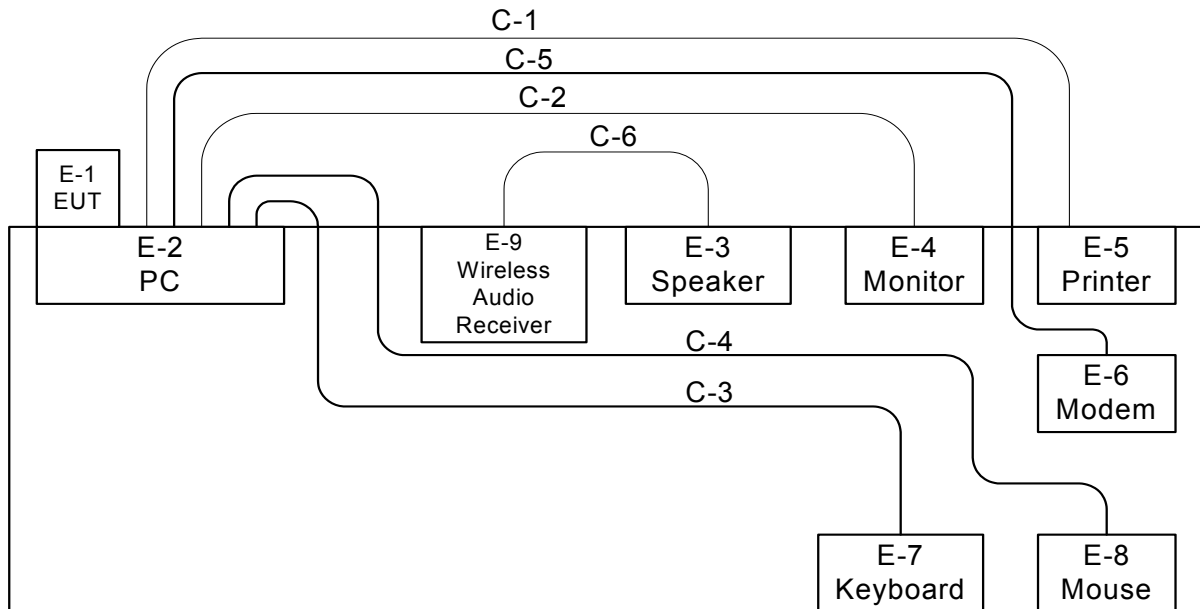 C-1
C-5
C-2
C-6
E-1
EUT
E-2
PC
E-9
Wireless
Audio
Receiver
E-3
Speaker
E-4
Monitor
E-5
Printer
C-4
C-3
E-6
Modem
E-7
Keyboard
E-8
Mouse